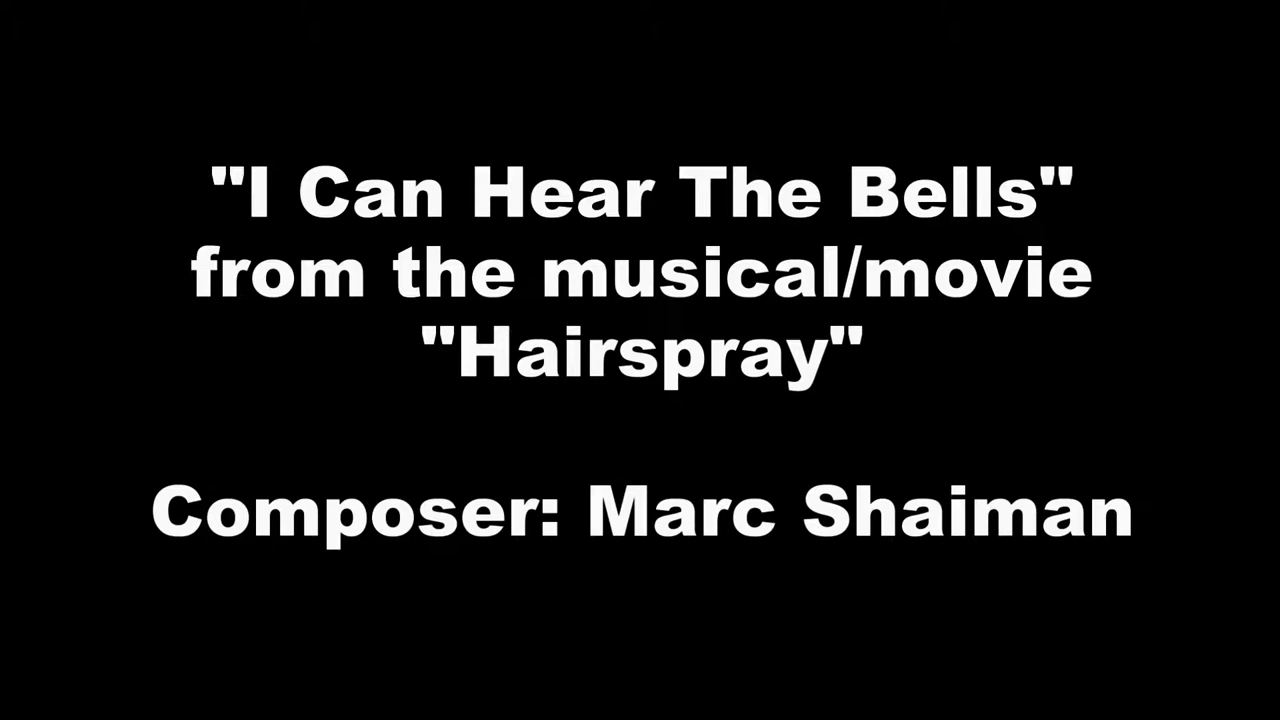 "I Can Hear The Bells"
from the musical/movie
"Hairspray"
Composer: Marc Shaiman